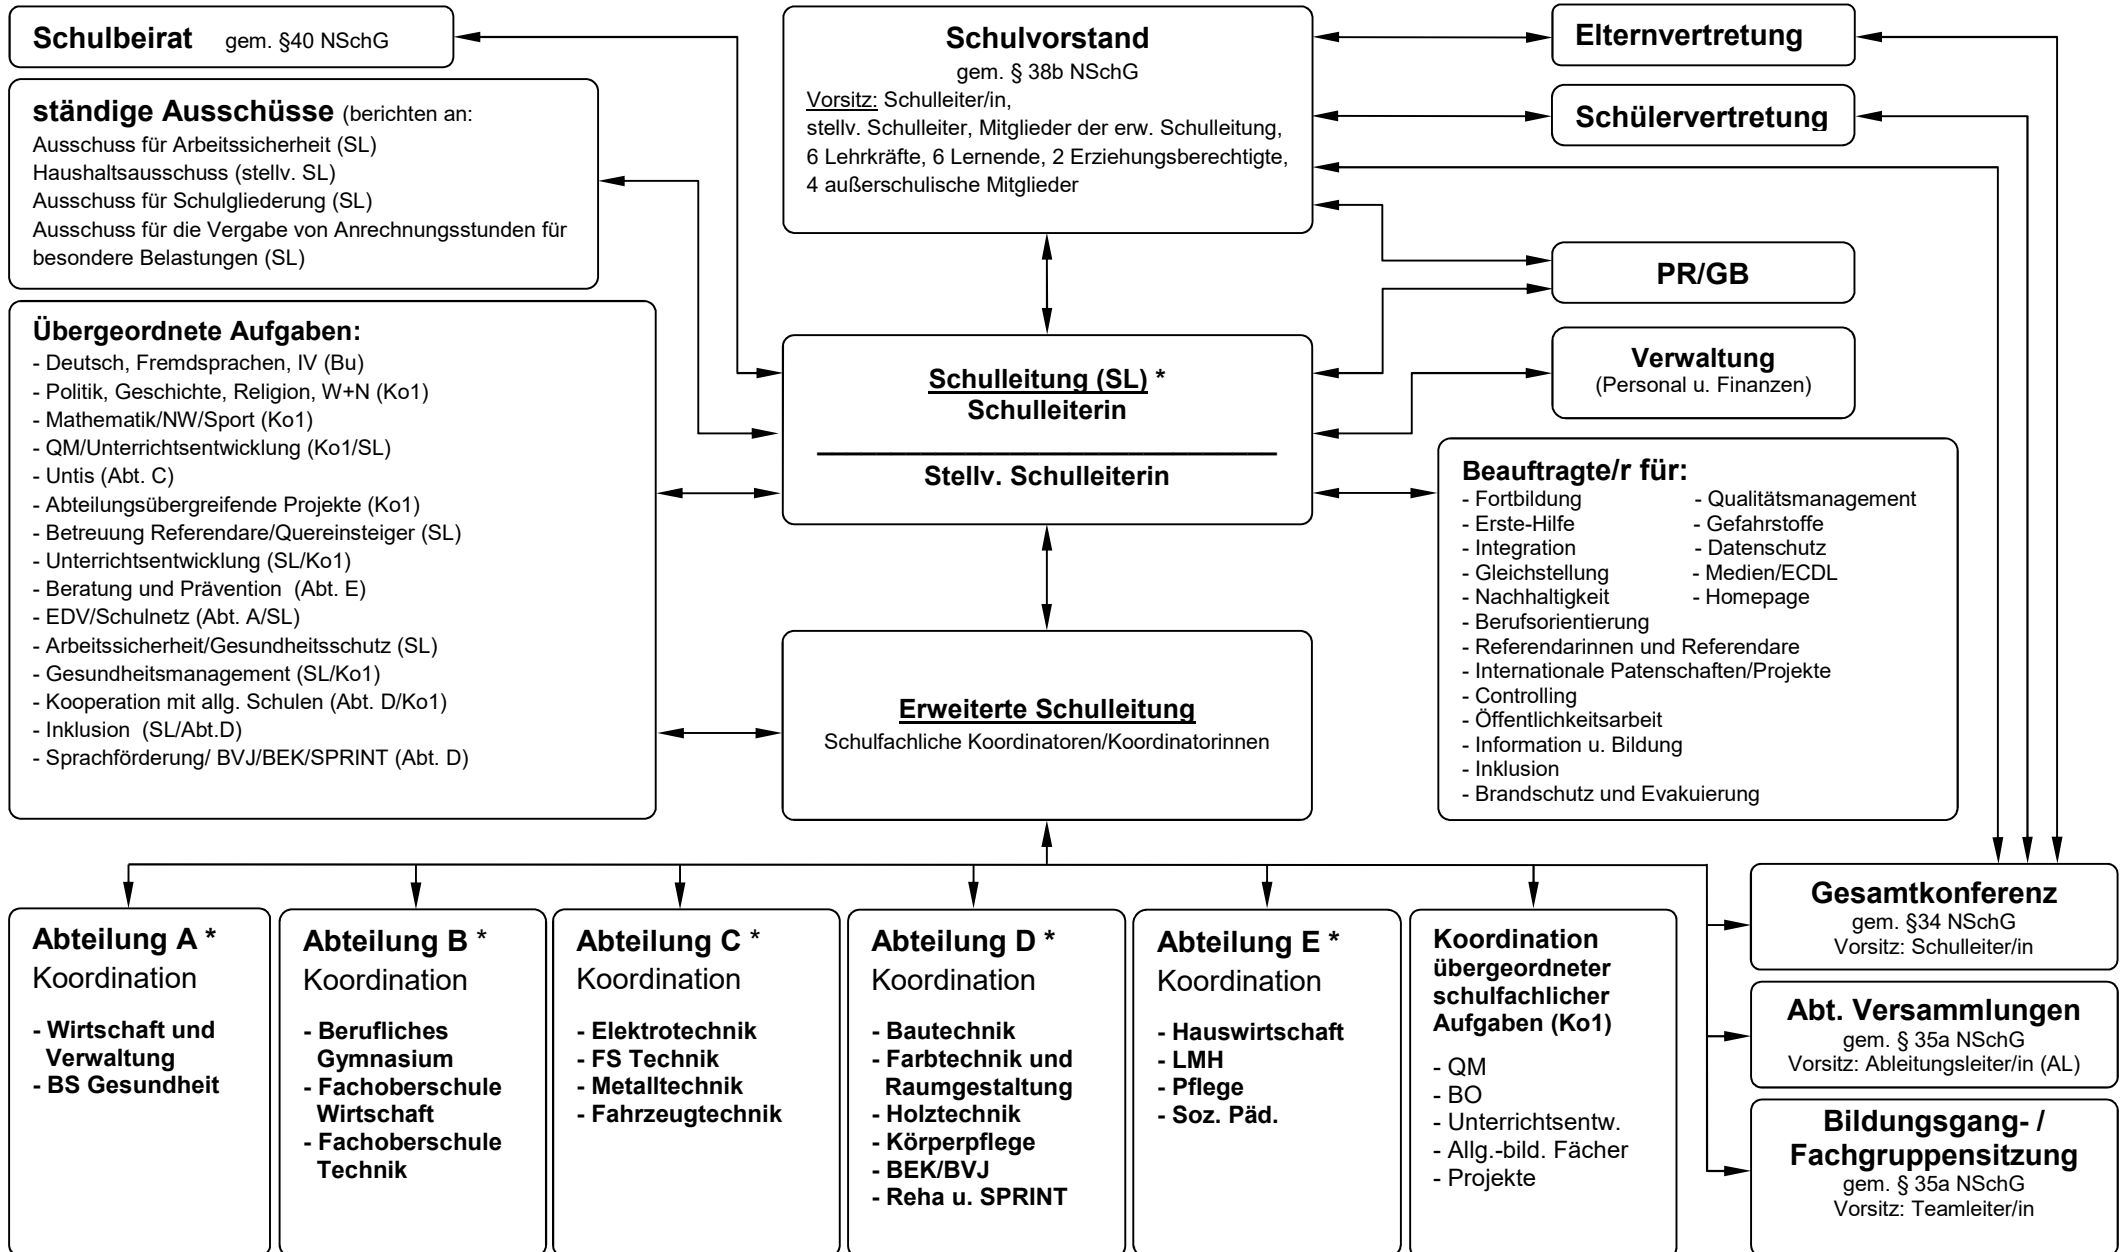 Schulbeirat gem. §40 NSchG
ständige Ausschüsse (berichten an:
Ausschuss für Arbeitssicherheit (SL)
Haushaltsausschuss (stellv. SL)
Ausschuss für Schulgliederung (SL)
Ausschuss für die Vergabe von Anrechnungsstunden für
besondere Belastungen (SL)
Übergeordnete Aufgaben:
- Deutsch, Fremdsprachen, IV (Bu)
- Politik, Geschichte, Religion, W+N (Ko1)
- Mathematik/NW/Sport (Ko1)
- QM/Unterrichtsentwicklung (Ko1/SL)
- Untis (Abt. C)
- Abteilungsübergreifende Projekte (Ko1)
- Betreuung Referendare/Quereinsteiger (SL)
- Unterrichtsentwicklung (SL/Ko1)
- Beratung und Prävention (Abt. E)
- EDV/Schulnetz (Abt. A/SL)
- Arbeitssicherheit/Gesundheitsschutz (SL)
- Gesundheitsmanagement (SL/Ko1)
- Kooperation mit allg. Schulen (Abt. D/Ko1)
- Inklusion (SL/Abt.D)
- Sprachförderung/ BVJ/BEK/SPRINT (Abt. D)
Schulvorstand
gem. § 38b NSchG
Vorsitz: Schulleiter/in,
stellv. Schulleiter, Mitglieder der erw. Schulleitung,
6 Lehrkräfte, 6 Lernende, 2 Erziehungsberechtigte,
4 außerschulische Mitglieder
Schulleitung (SL) *
Schulleiterin
Stellv. Schulleiterin
Erweiterte Schulleitung
Schulfachliche Koordinatoren/Koordinatorinnen
Elternvertretung
Schülervertretung
PR/GB
Verwaltung
(Personal u. Finanzen)
Beauftragte/r für:
- Fortbildung - Qualitätsmanagement
- Erste-Hilfe - Gefahrstoffe
- Integration - Datenschutz
- Gleichstellung - Medien/ECDL
- Nachhaltigkeit - Homepage
- Berufsorientierung
- Referendarinnen und Referendare
- Internationale Patenschaften/Projekte
- Controlling
- Öffentlichkeitsarbeit
- Information u. Bildung
- Inklusion
- Brandschutz und Evakuierung
Abteilung A *
Koordination
- Wirtschaft und
Verwaltung
- BS Gesundheit
Abteilung B *
Koordination
- Berufliches
Gymnasium
- Fachoberschule
Wirtschaft
- Fachoberschule
Technik
Abteilung C *
Koordination
- Elektrotechnik
- FS Technik
- Metalltechnik
- Fahrzeugtechnik
Abteilung D *
Koordination
- Bautechnik
- Farbtechnik und
Raumgestaltung
- Holztechnik
- Körperpflege
- BEK/BVJ
- Reha u. SPRINT
Abteilung E *
Koordination
- Hauswirtschaft
- LMH
- Pflege
- Soz. Päd.
Koordination
übergeordneter
schulfachlicher
Aufgaben (Ko1)
- QM
- BO
- Unterrichtsentw.
- Allg.-bild. Fächer
- Projekte
Gesamtkonferenz
gem. §34 NSchG
Vorsitz: Schulleiter/in
Abt. Versammlungen
gem. § 35a NSchG
Vorsitz: Ableitungsleiter/in (AL)
Bildungsgang- /
Fachgruppensitzung
gem. § 35a NSchG
Vorsitz: Teamleiter/in